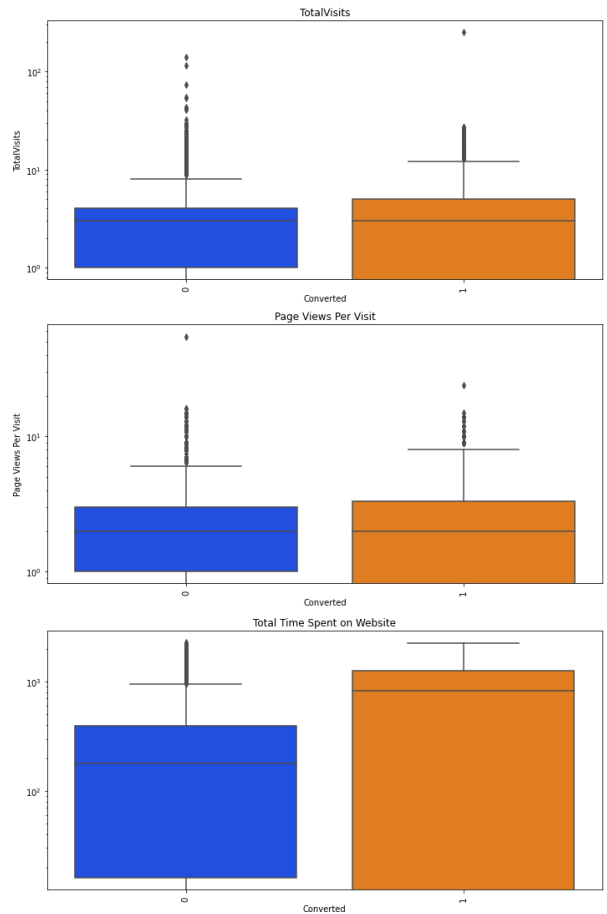 TotalVisits
TotalVisits
10²
10¹
10⁰
0
1
Converted
Page Views Per Visit
Page Views Per Visit
10¹
10⁰
0
1
Converted
Total Time Spent on Website
10³
10²
0
1
Converted